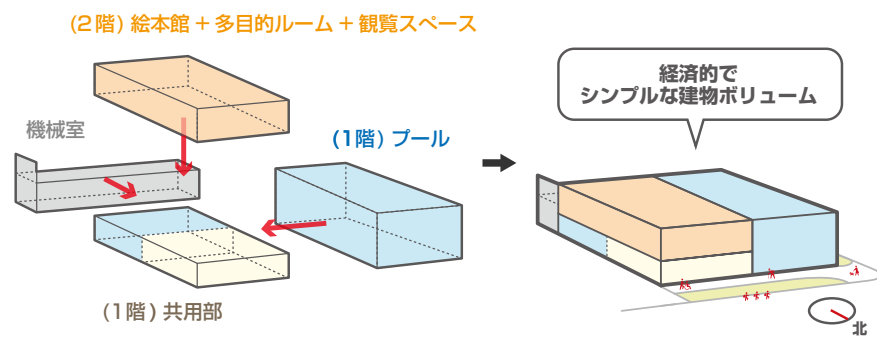 (2階) 絵本館＋多目的ルーム＋観覧スペース
機械室
(1階) プール
(1階) 共用部
経済的で
シンプルな建物ボリューム
北